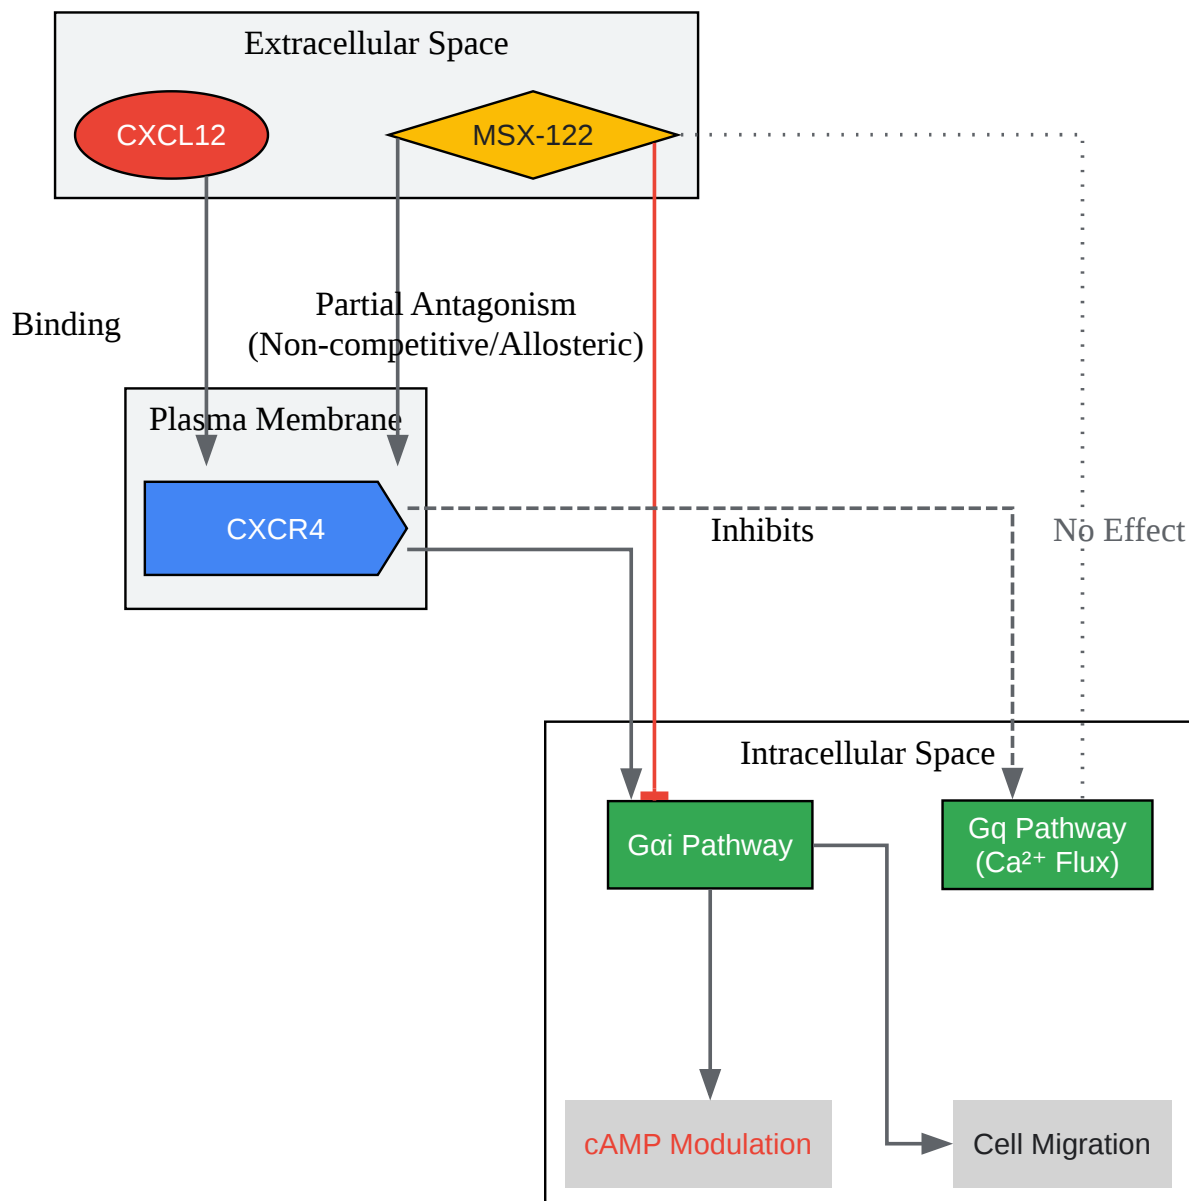 Extracellular Space
CXCL12
MSX-122
Binding
Partial Antagonism
(Non-competitive/Allosteric)
Plasma Membrane
CXCR4
Inhibits
No Effect
Intracellular Space
Gαi Pathway
Gq Pathway
(Ca²⁺ Flux)
cAMP Modulation
Cell Migration